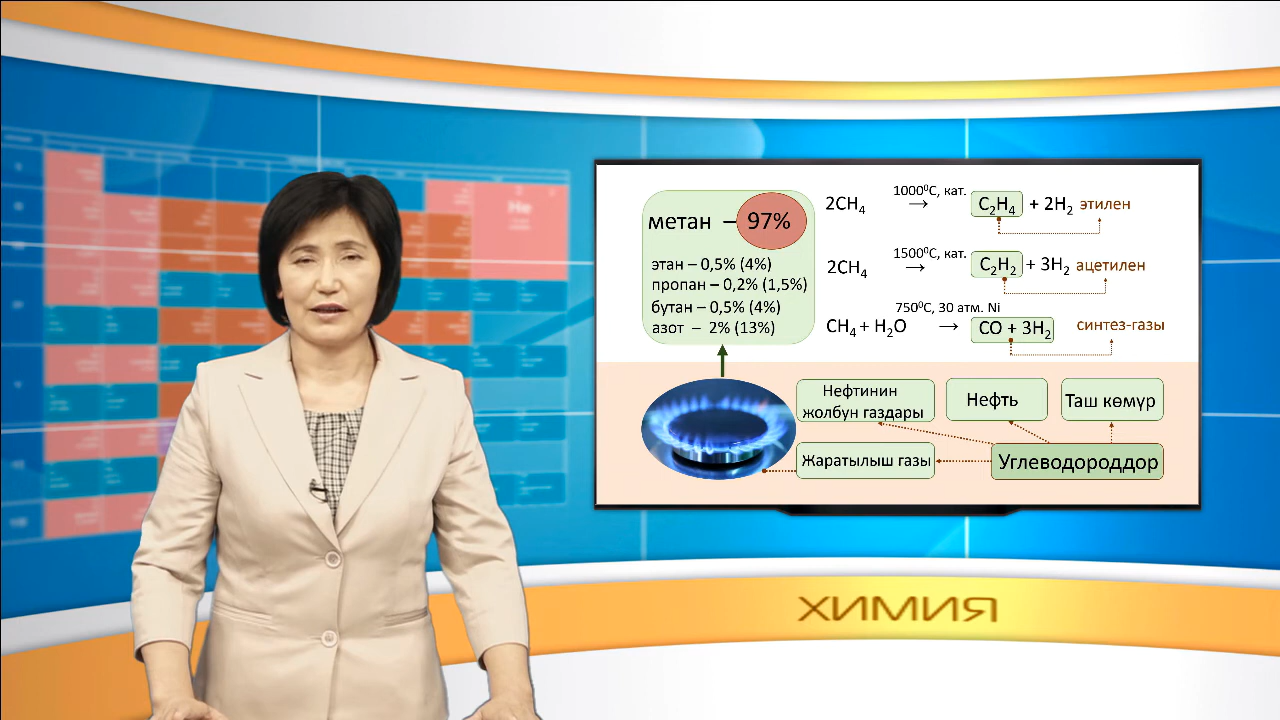 метан – 97%
этан – 0,5% (4%)
пропан – 0,2% (1,5%)
бутан – 0,5% (4%)
азот – 2% (13%)
1000⁰C, кат.
2CH₄ → C₂H₄ + 2H₂ этилен
1500⁰C, кат.
2CH₄ → C₂H₂ + 3H₂ ацетилен
750⁰C, 30 атм. Ni
CH₄ + H₂O → CO + 3H₂ синтез-газы
Нефтинин
жолбун газдары
Нефть
Таш көмүр
Жаратылыш газы
Углеводороддор
He
ХИМИЯ